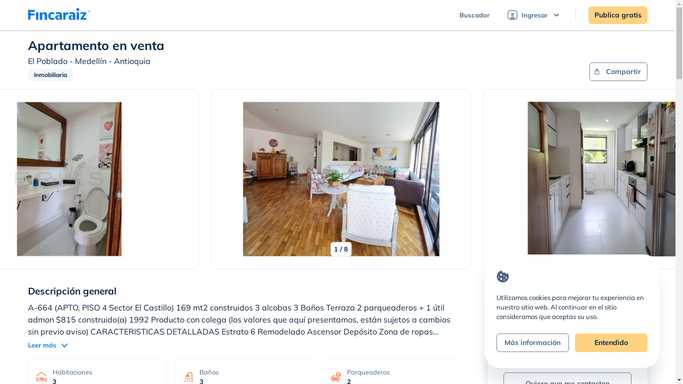 Fincaraiz
Buscador
Ingresar
Publica gratis
Apartamento en venta
El Poblado - Medellín - Antioquia
Inmobiliaria
Compartir
1 / 8
Descripción general
A-664 (APTO, PISO 4 Sector El Castillo) 169 mt2 construidos 3 alcobas 3 Baños Terraza 2 parqueaderos + 1 útil
admon $815 construido(a) 1992 Producto con colega (los valores que aquí presentamos, están sujetos a cambios
sin previo aviso) CARACTERISTICAS DETALLADAS Estrato 6 Remodelado Ascensor Depósito Zona de ropas...
Leer más
Habitaciones
3
Baños
3
Parqueaderos
2
Utilizamos cookies para mejorar tu experiencia en
nuestro sitio web. Al continuar en el sitio
consideramos que aceptas su uso.
Más información
Entendido
Quiero que me contacten